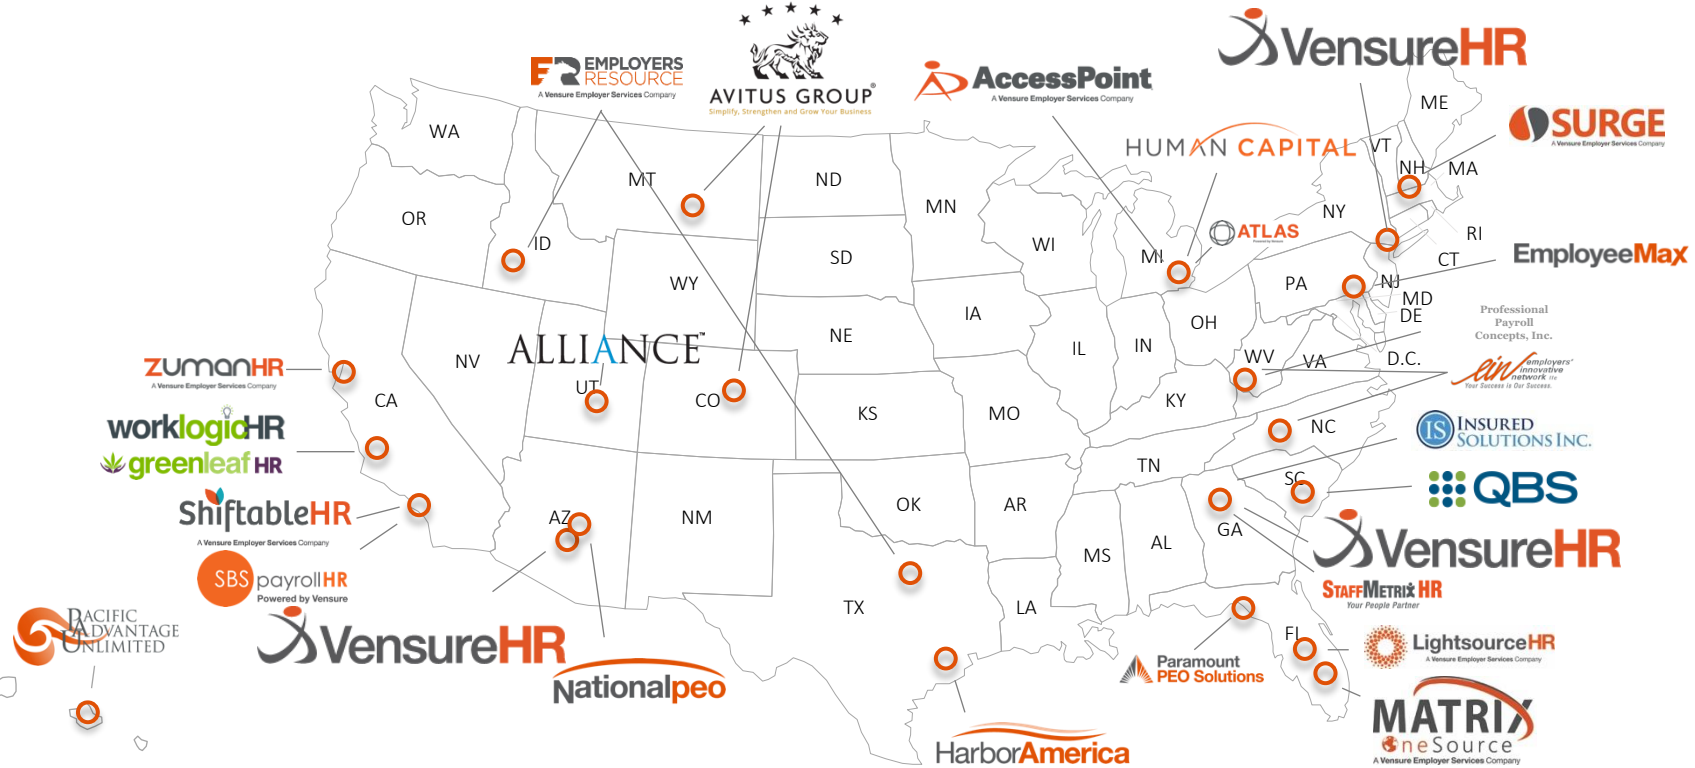 EMPLOYERS
RESOURCE
A Vensure Employer Services Company
AVITUS GROUP®
Simplify, Strengthen and Grow Your Business
AccessPoint
A Vensure Employer Services Company
VensureHR
HUMAN CAPITAL
SURGE
A Vensure Employer Services Company
ATLAS
EmployeeMax
Professional
Payroll
Concepts, Inc.
ein employers'
innovative
network
Your Success is Our Success.
INSURED
IS SOLUTIONS INC.
QBS
VensureHR
STAFFMETRIX HR
Your People Partner
LightsourceHR
A Vensure Employer Services Company
MATRIX
OneSource
A Vensure Employer Services Company
Paramount
PEO Solutions
HarborAmerica
Nationalpeo
VensureHR
ALLIANCE™
ZUMANHR
A Vensure Employer Services Company
worklogicHR
greenleaf HR
ShiftableHR
A Vensure Employer Services Company
SBS payrollHR
Powered by Vensure
PACIFIC
ADVANTAGE
UNLIMITED
WA
OR
ID
MT
ND
MN
SD
WY
WI
MI
NY
VT
NH
ME
MA
RI
CT
NJ
PA
MD
DE
D.C.
NE
IA
IL
IN
OH
WV
VA
NV
UT
CO
CA
KS
MO
KY
NC
TN
SC
AZ
NM
OK
AR
MS
AL
GA
TX
LA
FL